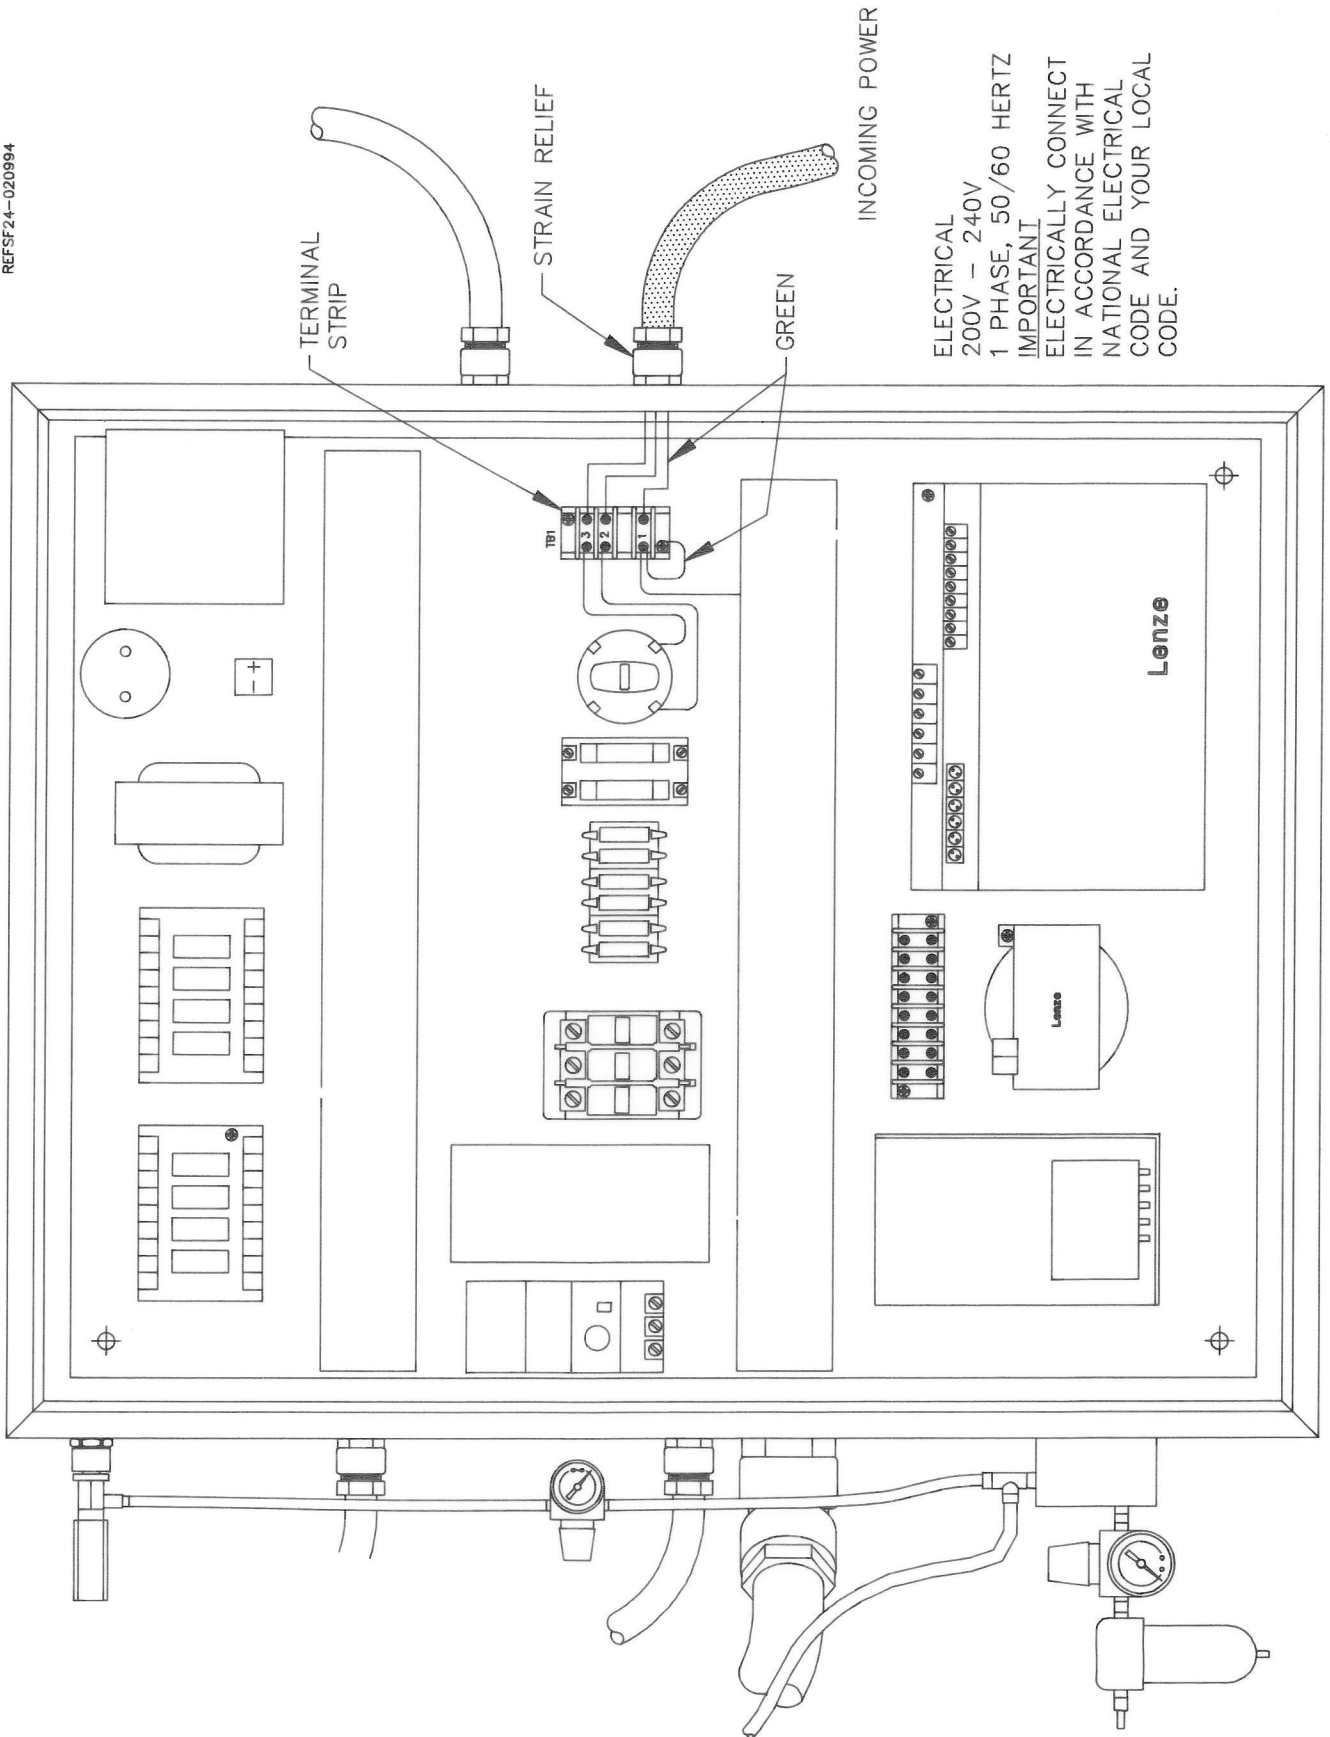 REFSF24-020994
TERMINAL
STRIP
STRAIN RELIEF
INCOMING POWER
GREEN
TB1
3
2
1
ELECTRICAL
200V - 240V
1 PHASE, 50/60 HERTZ
IMPORTANT
ELECTRICALLY CONNECT
IN ACCORDANCE WITH
NATIONAL ELECTRICAL
CODE AND YOUR LOCAL
CODE.
- +
Lenze
Lenze